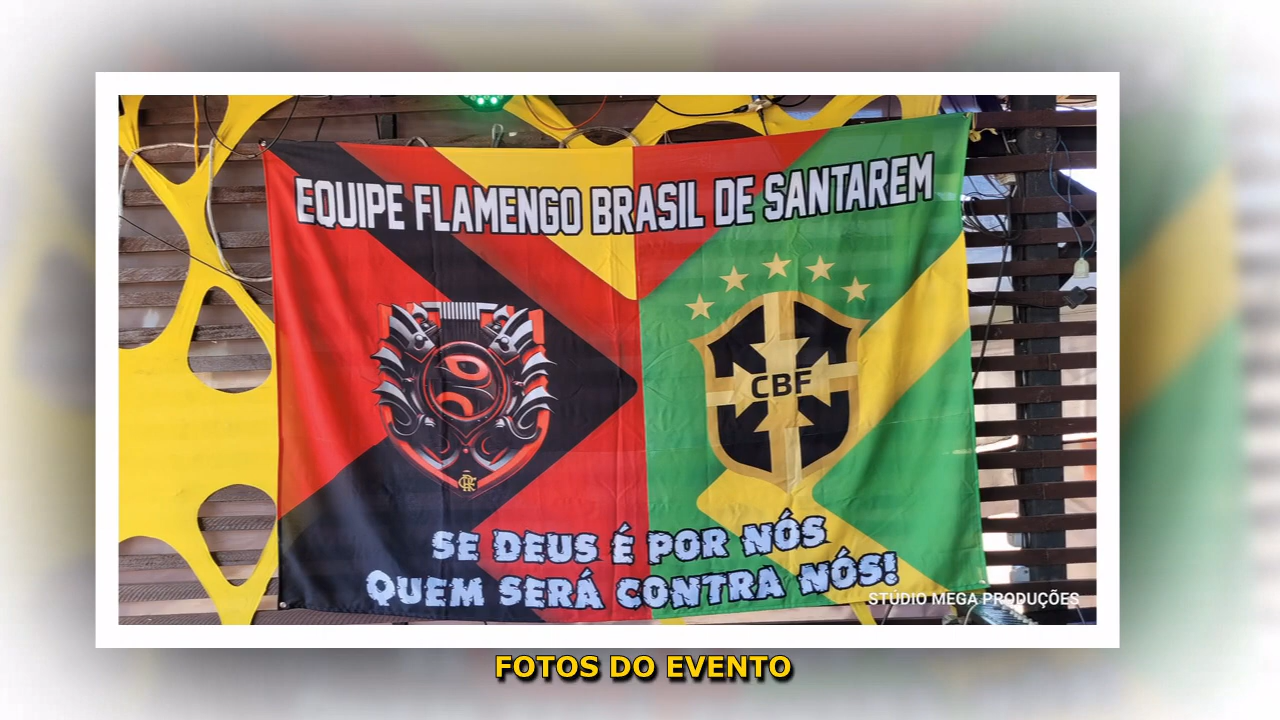 EQUIPE FLAMENGO BRASIL DE SANTAREM
CBF
SE DEUS É POR NÓS
QUEM SERÁ CONTRA NÓS!
STÚDIO MEGA PRODUÇÕES
FOTOS DO EVENTO